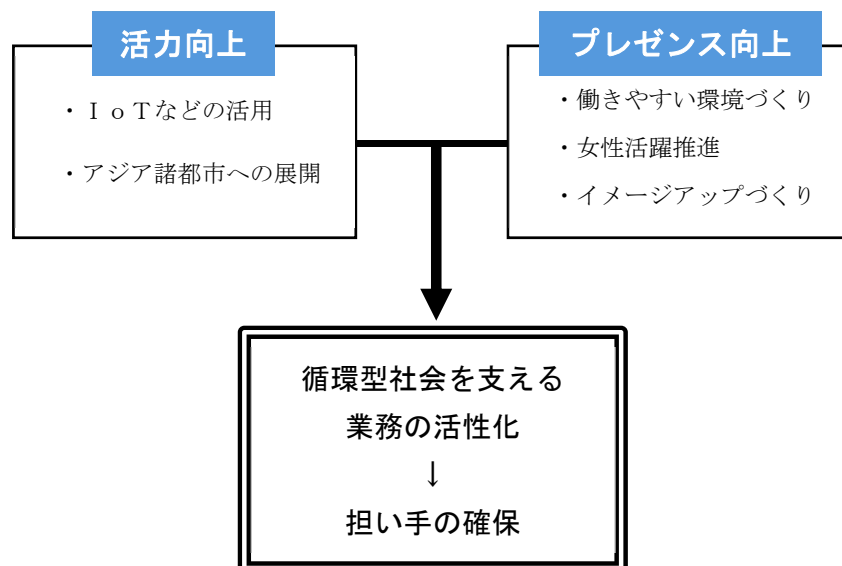 活力向上
・ＩｏＴなどの活用
・アジア諸都市への展開
プレゼンス向上
・働きやすい環境づくり
・女性活躍推進
・イメージアップづくり
循環型社会を支える
業務の活性化
↓
担い手の確保